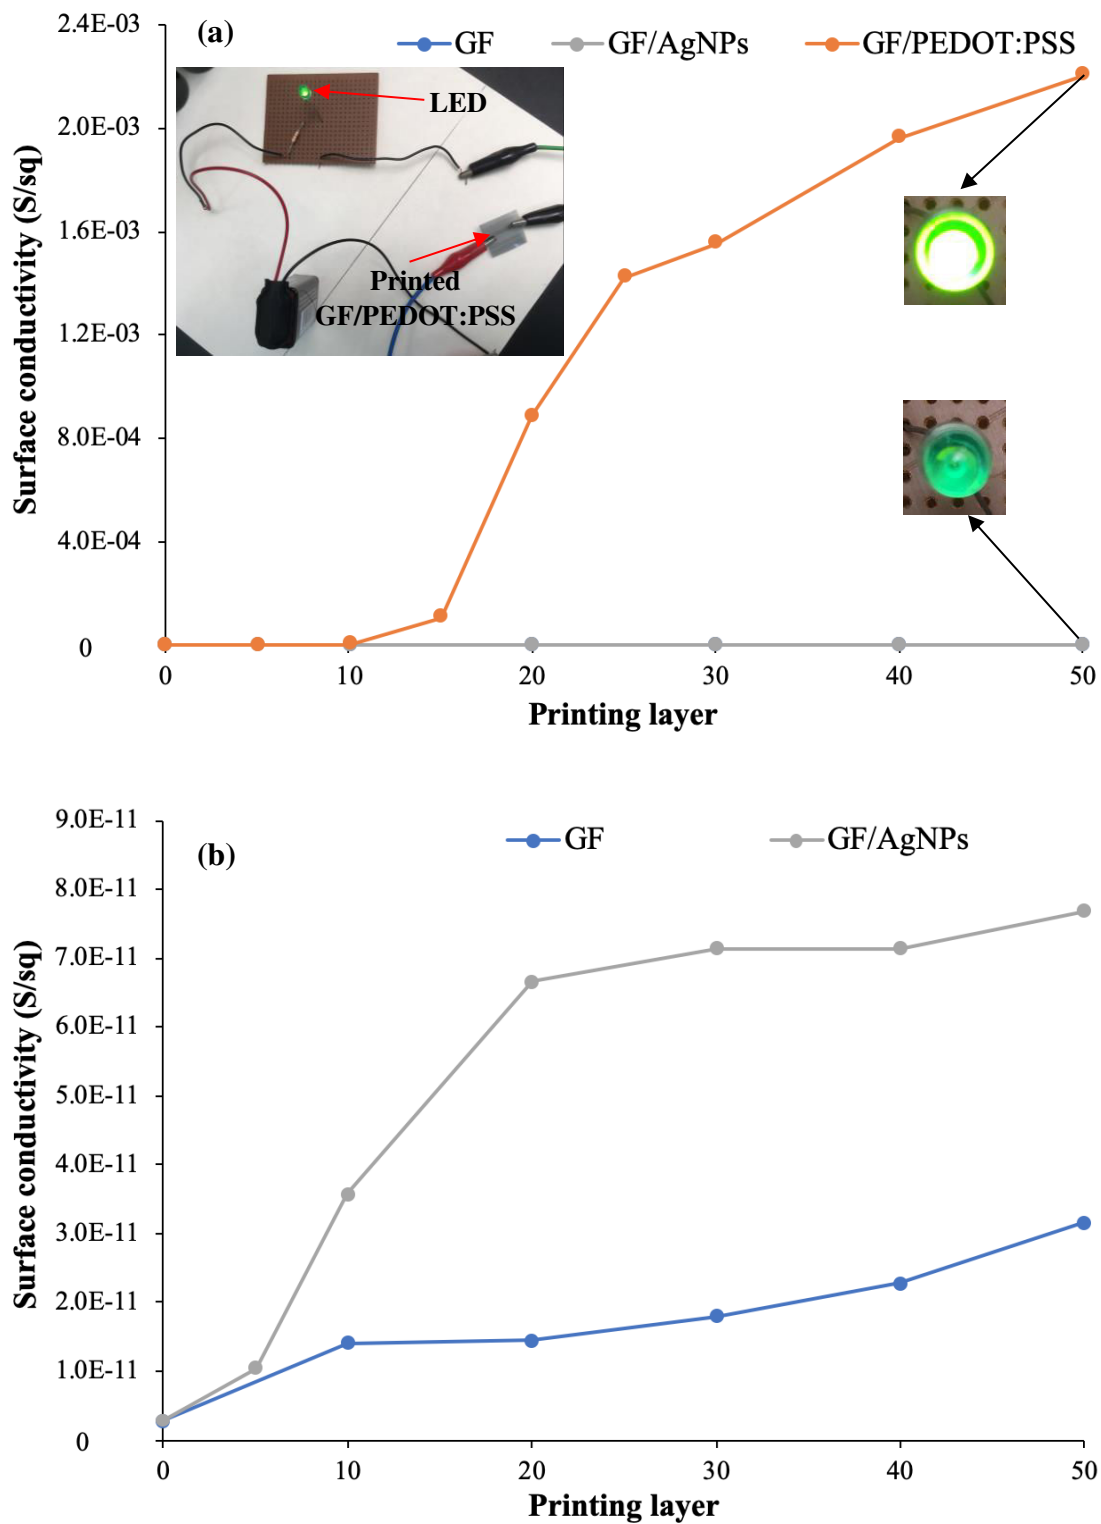 (a)
GF
GF/AgNPs
GF/PEDOT:PSS
LED
Printed
GF/PEDOT:PSS
Surface conductivity (S/sq)
2.4E-03
2.0E-03
1.6E-03
1.2E-03
8.0E-04
4.0E-04
0
0 10 20 30 40 50
Printing layer
(b)
GF
GF/AgNPs
Surface conductivity (S/sq)
9.0E-11
8.0E-11
7.0E-11
6.0E-11
5.0E-11
4.0E-11
3.0E-11
2.0E-11
1.0E-11
0
0 10 20 30 40 50
Printing layer